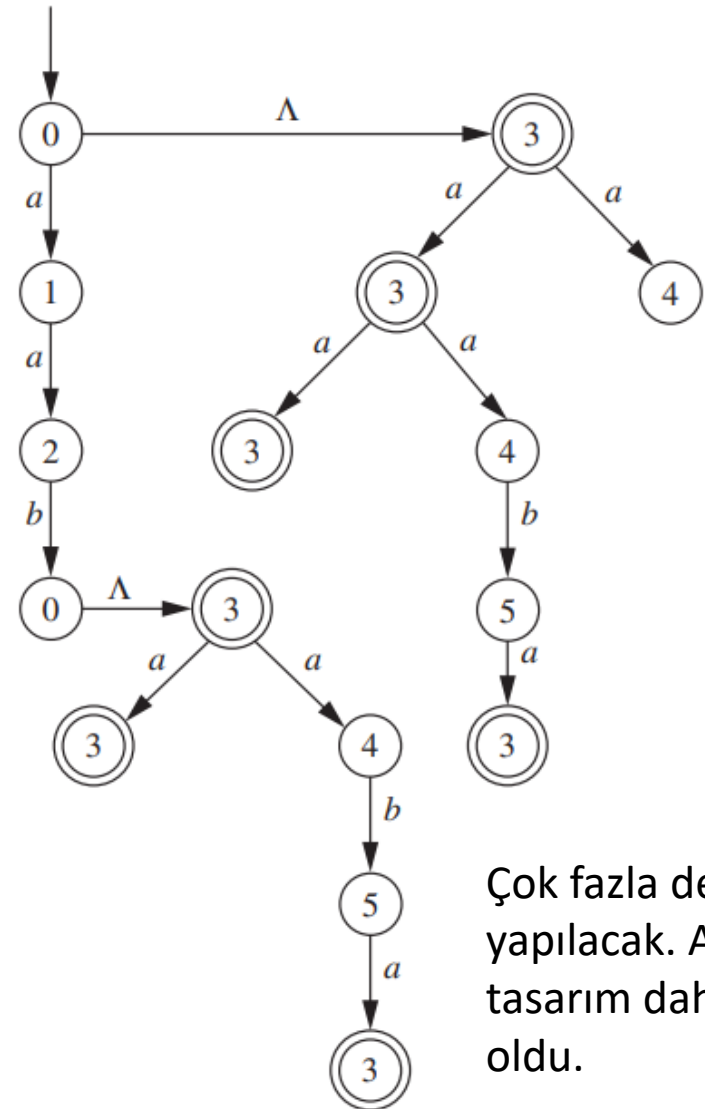 Λ
0 3
a a a
1 3 4
a a a
2 3 4
b b
0 Λ 3 5
a a a
3 4 3
b
5
a
3
Çok fazla de
yapılacak. A
tasarım dah
oldu.